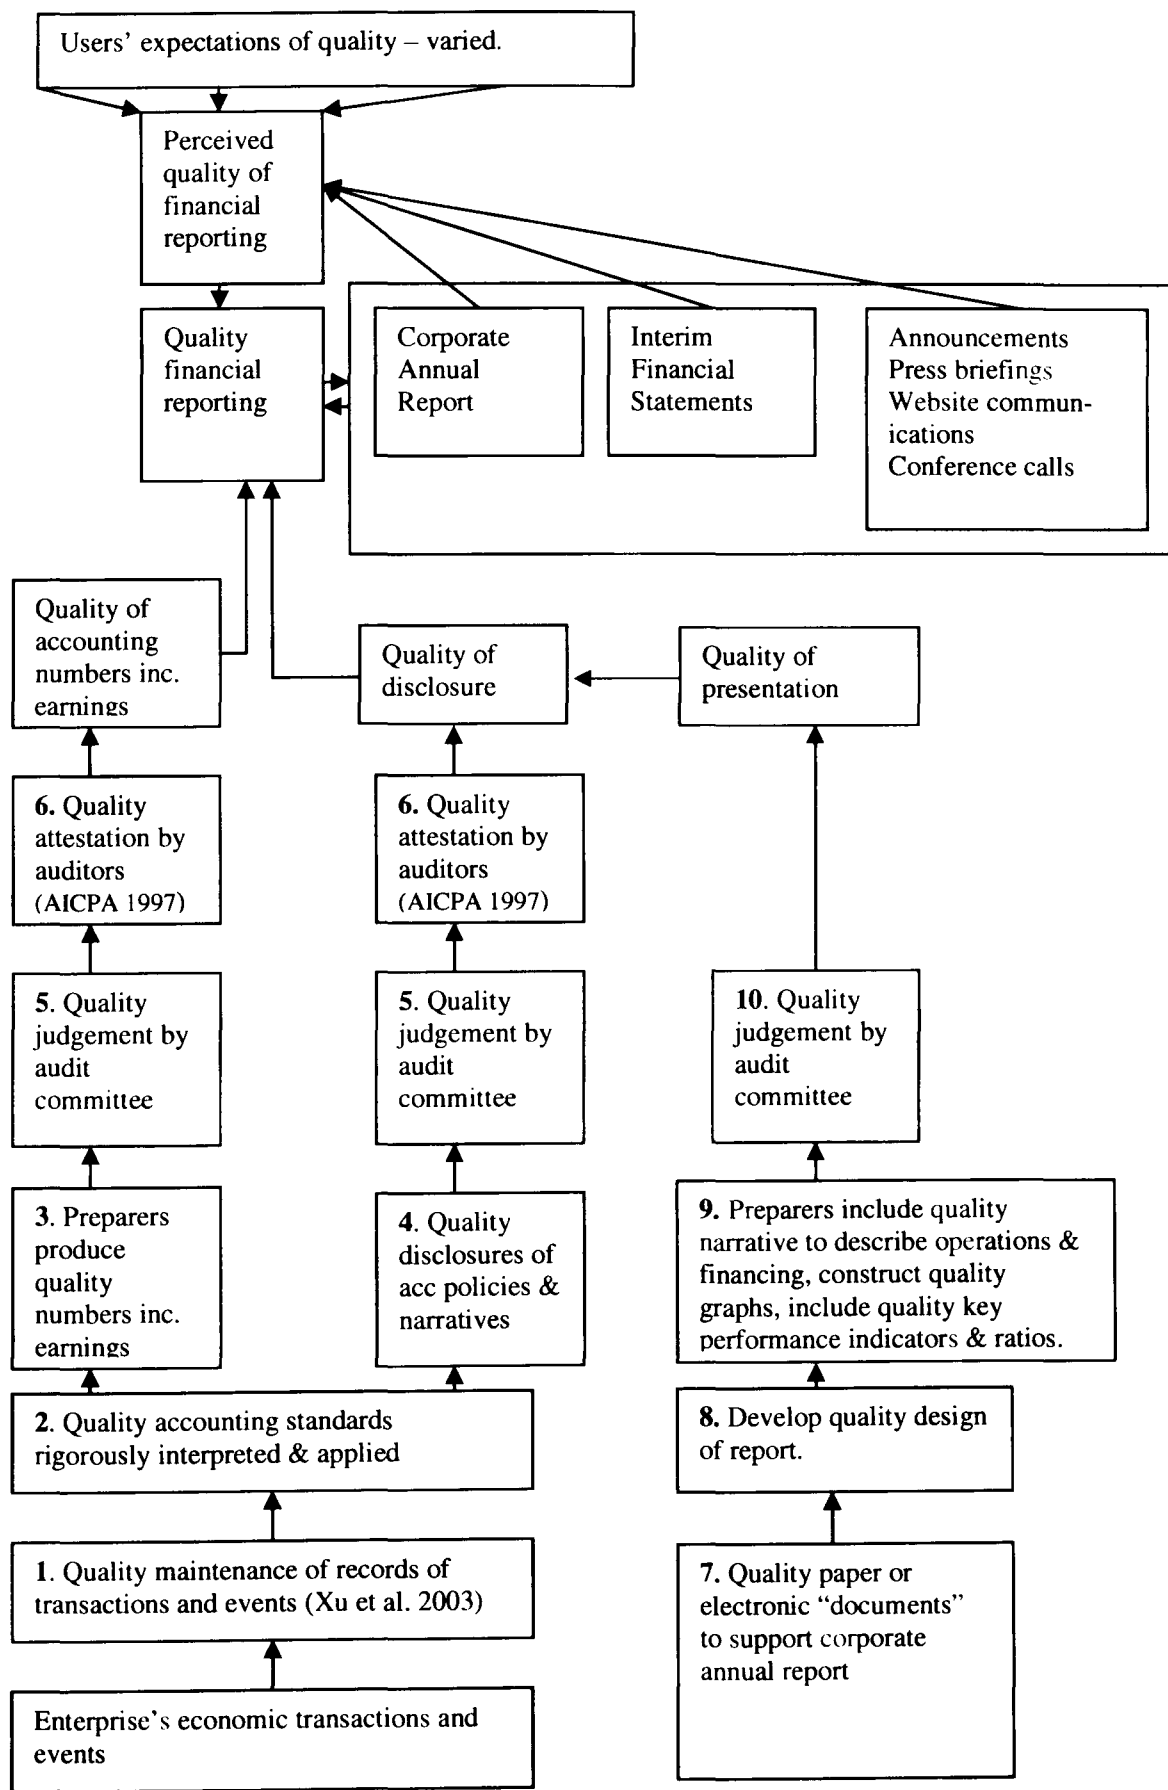 Users’ expectations of quality – varied.
Perceived
quality of
financial
reporting
Quality
financial
reporting
Corporate
Annual
Report
Interim
Financial
Statements
Announcements
Press briefings
Website commun-
ications
Conference calls
Quality of
accounting
numbers inc.
earnings
Quality of
disclosure
Quality of
presentation
6. Quality
attestation by
auditors
(AICPA 1997)
6. Quality
attestation by
auditors
(AICPA 1997)
5. Quality
judgement by
audit
committee
5. Quality
judgement by
audit
committee
10. Quality
judgement by
audit
committee
3. Preparers
produce
quality
numbers inc.
earnings
4. Quality
disclosures of
acc policies &
narratives
9. Preparers include quality
narrative to describe operations &
financing, construct quality
graphs, include quality key
performance indicators & ratios.
2. Quality accounting standards
rigorously interpreted & applied
8. Develop quality design
of report.
1. Quality maintenance of records of
transactions and events (Xu et al. 2003)
7. Quality paper or
electronic “documents”
to support corporate
annual report
Enterprise’s economic transactions and
events